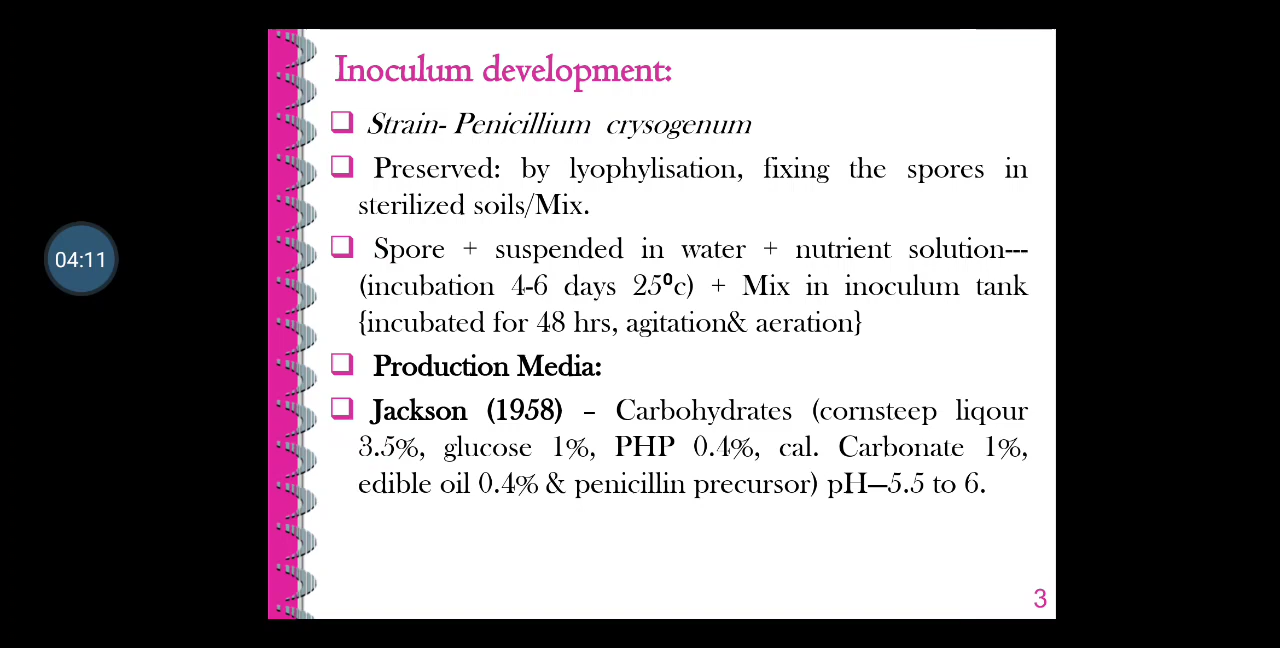 Inoculum development:
Strain- Penicillium crysogenum
Preserved: by lyophylisation, fixing the spores in
sterilized soils/Mix.
Spore + suspended in water + nutrient solution---
(incubation 4-6 days 25⁰c) + Mix in inoculum tank
{incubated for 48 hrs, agitation& aeration}
Production Media:
Jackson (1958) – Carbohydrates (cornsteep liqour
3.5%, glucose 1%, PHP 0.4%, cal. Carbonate 1%,
edible oil 0.4% & penicillin precursor) pH—5.5 to 6.
04:11
3